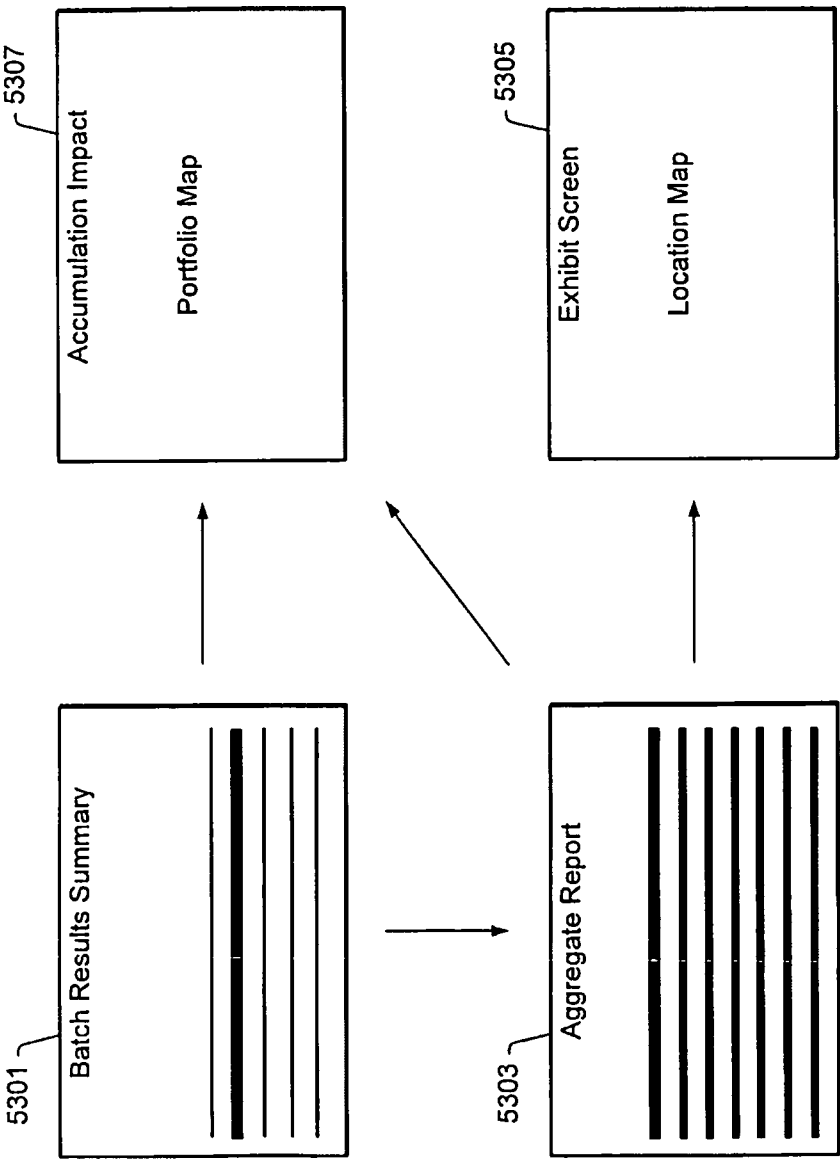 5301
Batch Results Summary
5307
Accumulation Impact
Portfolio Map
5303
Aggregate Report
5305
Exhibit Screen
Location Map